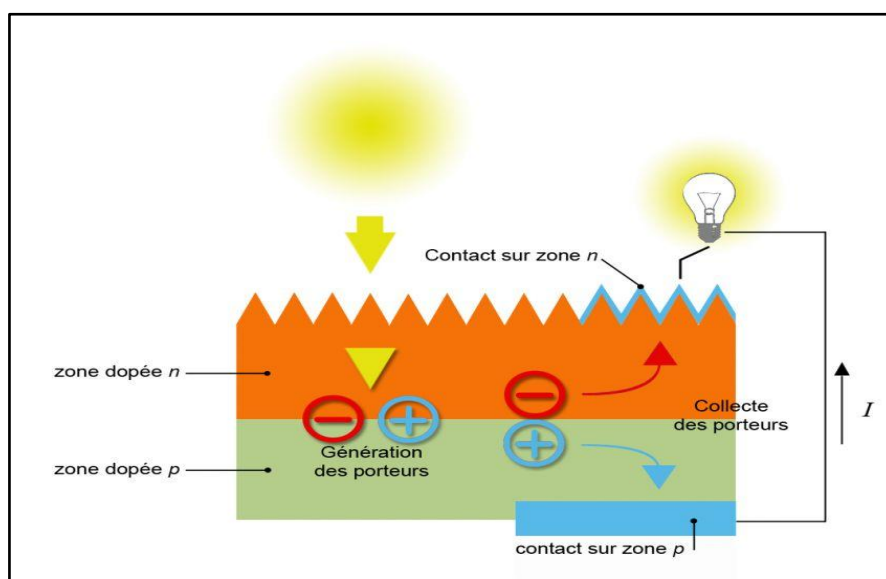 Contact sur zone n
zone dopée n
zone dopée p
Génération
des porteurs
Collecte
des porteurs
I
contact sur zone p